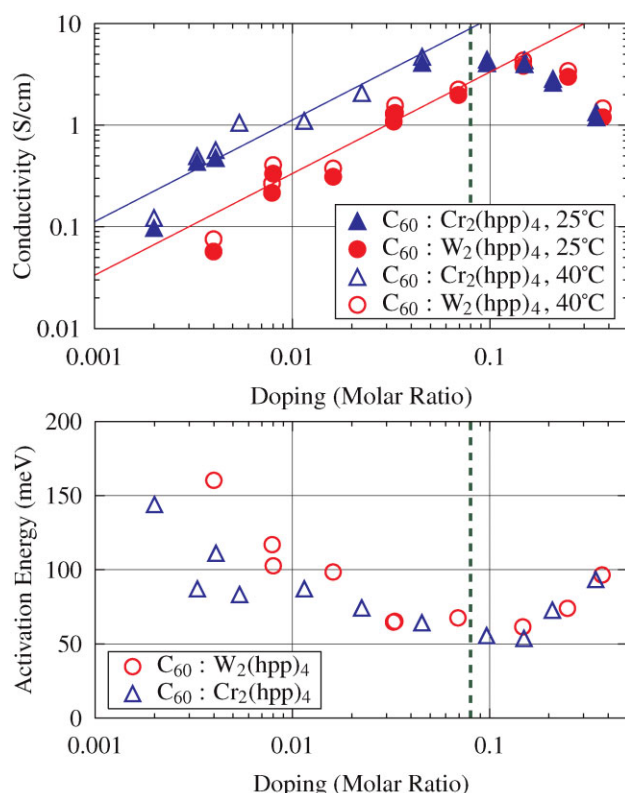 10
1
0.1
0.01
Conductivity (S/cm)
C₆₀ : Cr₂(hpp)₄, 25°C
C₆₀ : W₂(hpp)₄, 25°C
C₆₀ : Cr₂(hpp)₄, 40°C
C₆₀ : W₂(hpp)₄, 40°C
0.001 0.01 0.1
Doping (Molar Ratio)
200
150
100
50
0
Activation Energy (meV)
C₆₀ : W₂(hpp)₄
C₆₀ : Cr₂(hpp)₄
0.001 0.01 0.1
Doping (Molar Ratio)